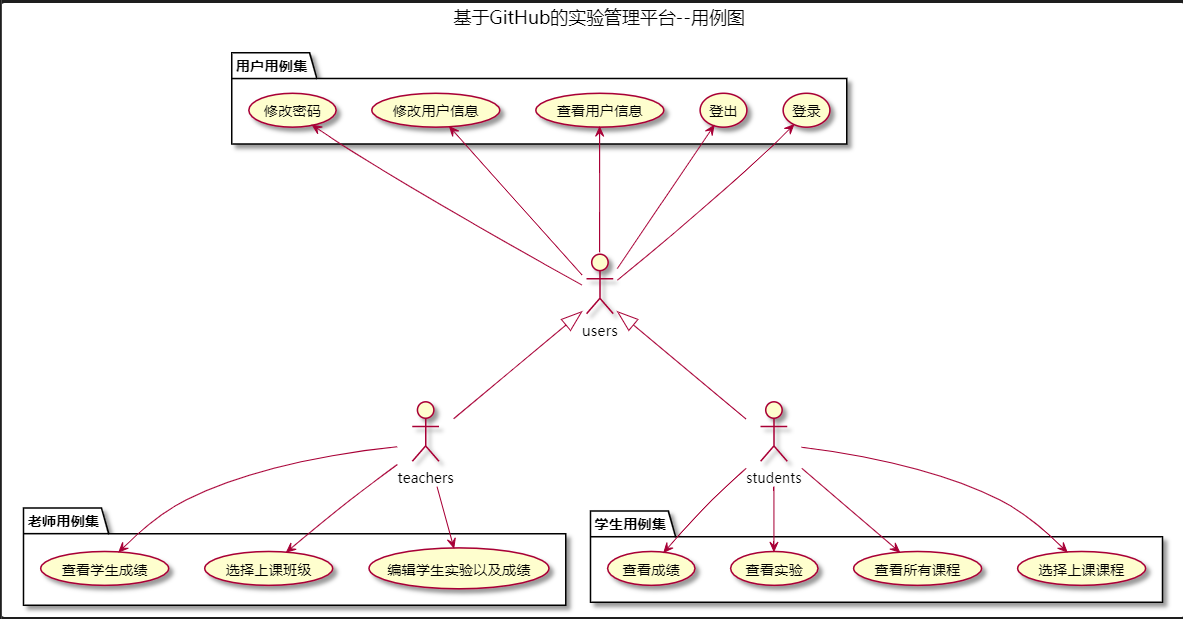 基于GitHub的实验管理平台--用例图
用户用例集
修改密码
修改用户信息
查看用户信息
登出
登录
users
teachers
students
老师用例集
查看学生成绩
选择上课班级
编辑学生实验以及成绩
学生用例集
查看成绩
查看实验
查看所有课程
选择上课课程